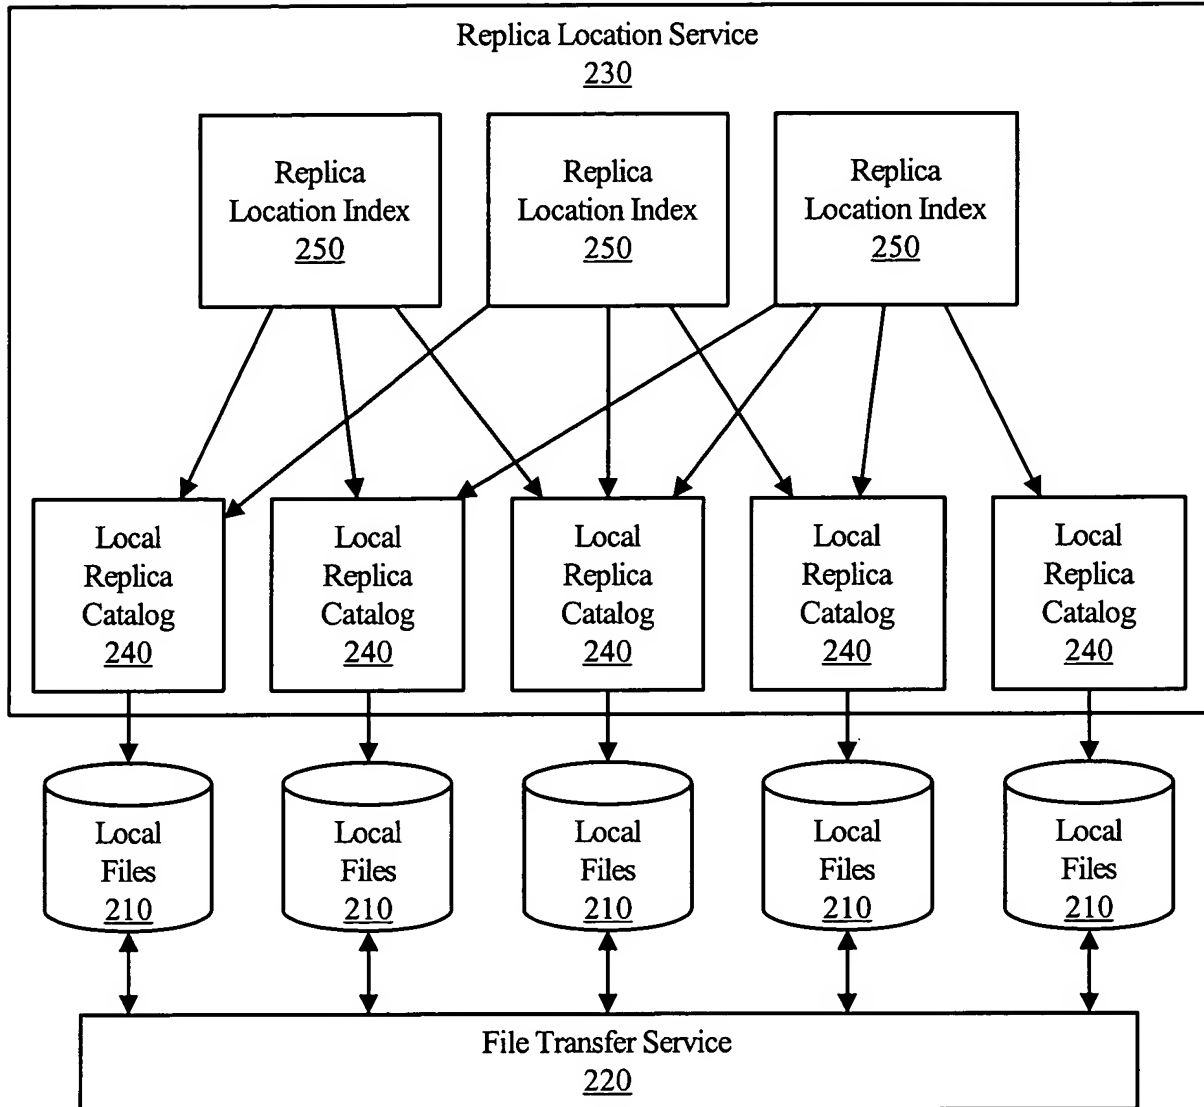 Replica Location Service
230
Replica
Location Index
250
Replica
Location Index
250
Replica
Location Index
250
Local
Replica
Catalog
240
Local
Replica
Catalog
240
Local
Replica
Catalog
240
Local
Replica
Catalog
240
Local
Replica
Catalog
240
Local
Files
210
Local
Files
210
Local
Files
210
Local
Files
210
Local
Files
210
File Transfer Service
220